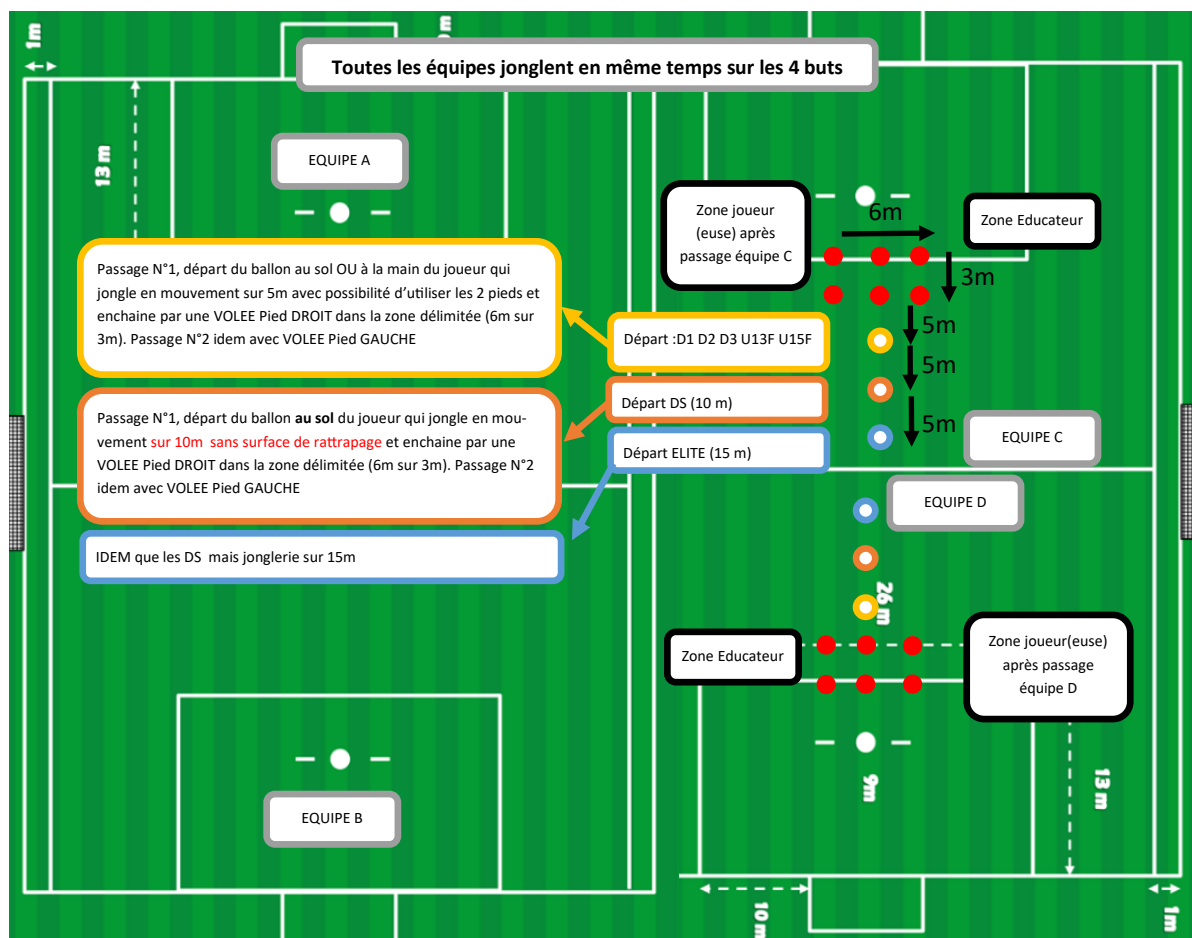 Toutes les équipes jonglent en même temps sur les 4 buts
1m
13 m
EQUIPE A
Passage N°1, départ du ballon au sol OU à la main du joueur qui
jongle en mouvement sur 5m avec possibilité d'utiliser les 2 pieds et
enchaine par une VOLEE Pied DROIT dans la zone délimitée (6m sur
3m). Passage N°2 idem avec VOLEE Pied GAUCHE
Passage N°1, départ du ballon au sol du joueur qui jongle en mou-
vement sur 10m sans surface de rattrapage et enchaine par une
VOLEE Pied DROIT dans la zone délimitée (6m sur 3m). Passage N°2
idem avec VOLEE Pied GAUCHE
IDEM que les DS mais jonglerie sur 15m
EQUIPE B
Zone joueur
(euse) après
passage équipe C
6m
Zone Educateur
3m
5m
5m
5m
Départ :D1 D2 D3 U13F U15F
Départ DS (10 m)
Départ ELITE (15 m)
EQUIPE C
EQUIPE D
26 m
Zone Educateur
Zone joueur(euse)
après passage
équipe D
9m
13 m
10 m
1m